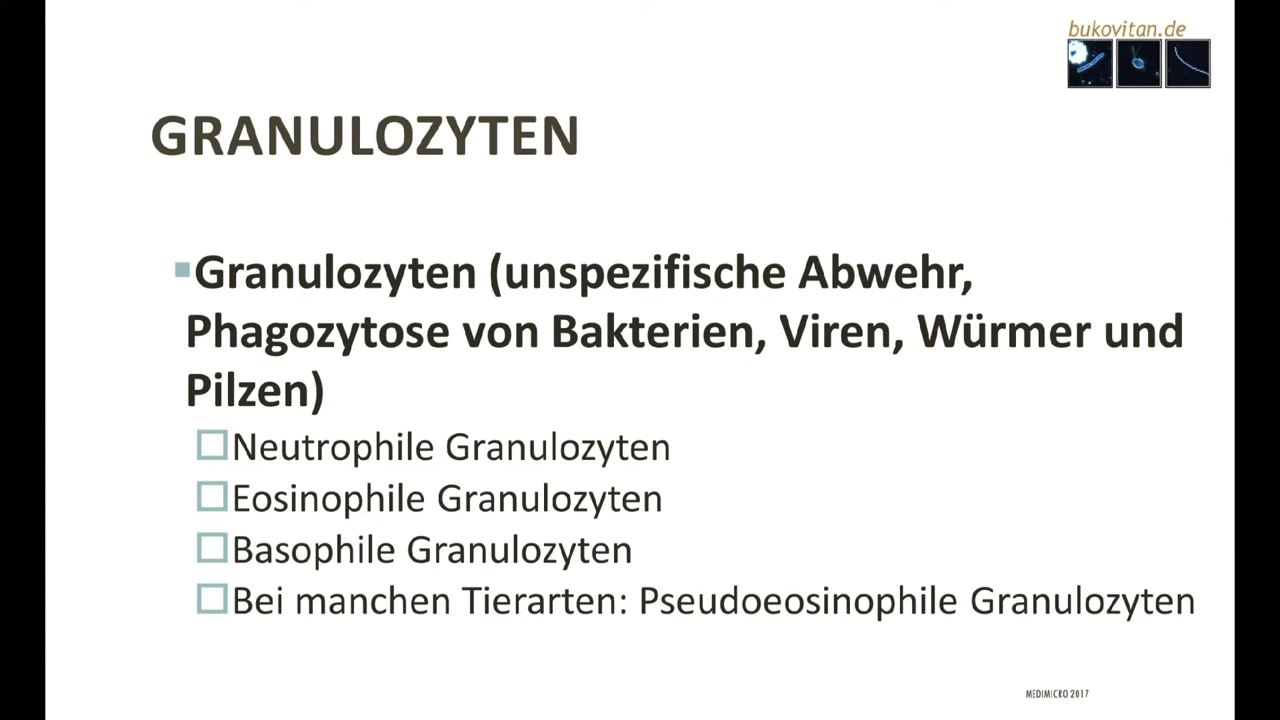 bukovitan.de
GRANULOZYTEN
Granulozyten (unspezifische Abwehr,
Phagozytose von Bakterien, Viren, Würmer und
Pilzen)
Neutrophile Granulozyten
Eosinophile Granulozyten
Basophile Granulozyten
Bei manchen Tierarten: Pseudoeosinophile Granulozyten
MEDIMICRO 2017